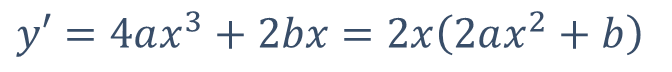 y′ = 4ax³ + 2bx = 2x(2ax² + b)